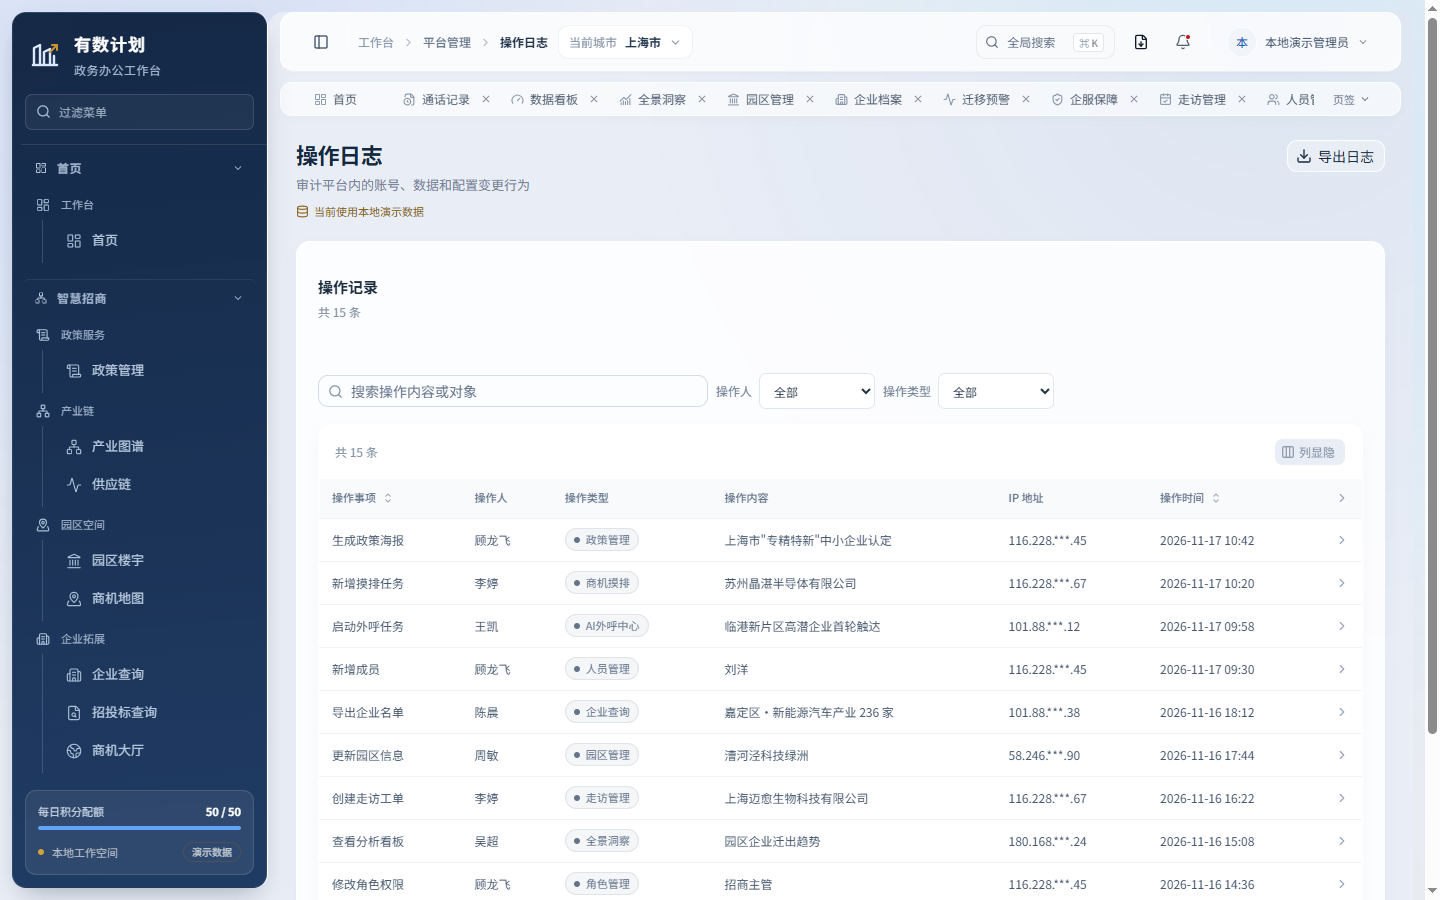 有数计划
政务办公工作台
过滤菜单
首页
工作台
首页
智慧招商
政策服务
政策管理
产业链
产业图谱
供应链
园区空间
园区楼宇
商机地图
企业拓展
企业查询
招投标查询
商机大厅
每日积分配额 50 / 50
本地工作空间 演示数据
工作台 平台管理 操作日志 当前城市 上海市 全局搜索 ⌘K 本 本地演示管理员
首页 通话记录 数据看板 全景洞察 园区管理 企业档案 迁移预警 企服保障 走访管理 人员管 页签
操作日志
导出日志
审计平台内的账号、数据和配置变更行为
当前使用本地演示数据
操作记录
共 15 条
搜索操作内容或对象 操作人 全部 操作类型 全部
共 15 条 列显隐
操作事项 操作人 操作类型 操作内容 IP 地址 操作时间
生成政策海报 顾龙飞 政策管理 上海市"专精特新"中小企业认定 116.228.***.45 2026-11-17 10:42
新增摸排任务 李婷 商机摸排 苏州晶湛半导体有限公司 116.228.***.67 2026-11-17 10:20
启动外呼任务 王凯 AI外呼中心 临港新片区高潜企业首轮触达 101.88.***.12 2026-11-17 09:58
新增成员 顾龙飞 人员管理 刘洋 116.228.***.45 2026-11-17 09:30
导出企业名单 陈晨 企业查询 嘉定区·新能源汽车产业 236 家 101.88.***.38 2026-11-16 18:12
更新园区信息 周敏 园区管理 漕河泾科技绿洲 58.246.***.90 2026-11-16 17:44
创建走访工单 李婷 走访管理 上海迈愈生物科技有限公司 116.228.***.67 2026-11-16 16:22
查看分析看板 吴超 全景洞察 园区企业迁出趋势 180.168.***.24 2026-11-16 15:08
修改角色权限 顾龙飞 角色管理 招商主管 116.228.***.45 2026-11-16 14:36